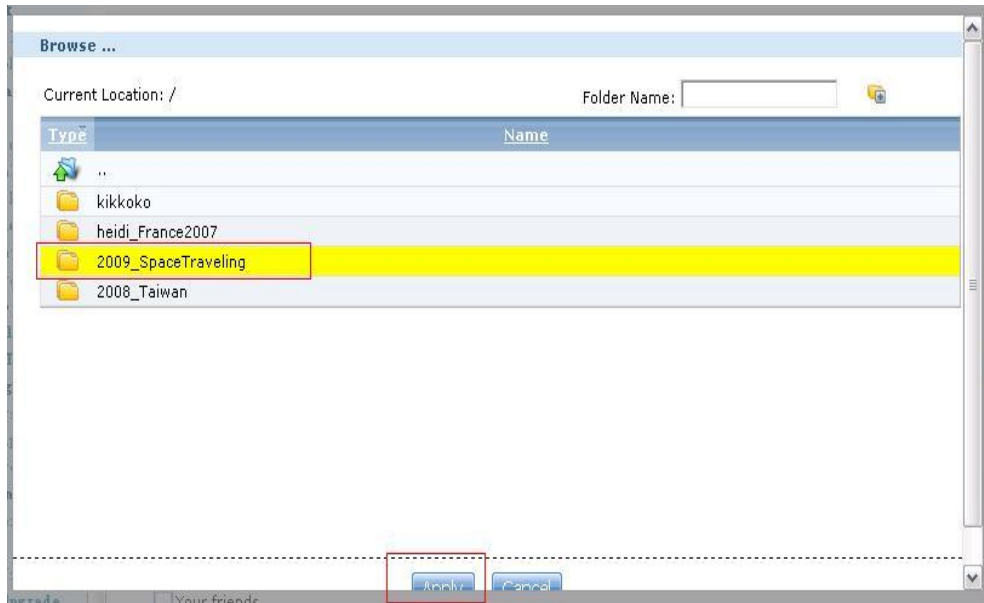 Browse ...
Current Location: /
Folder Name:
Type Name
..
kikkoko
heidi_France2007
2009_SpaceTraveling
2008_Taiwan
Apply Cancel
Your friends